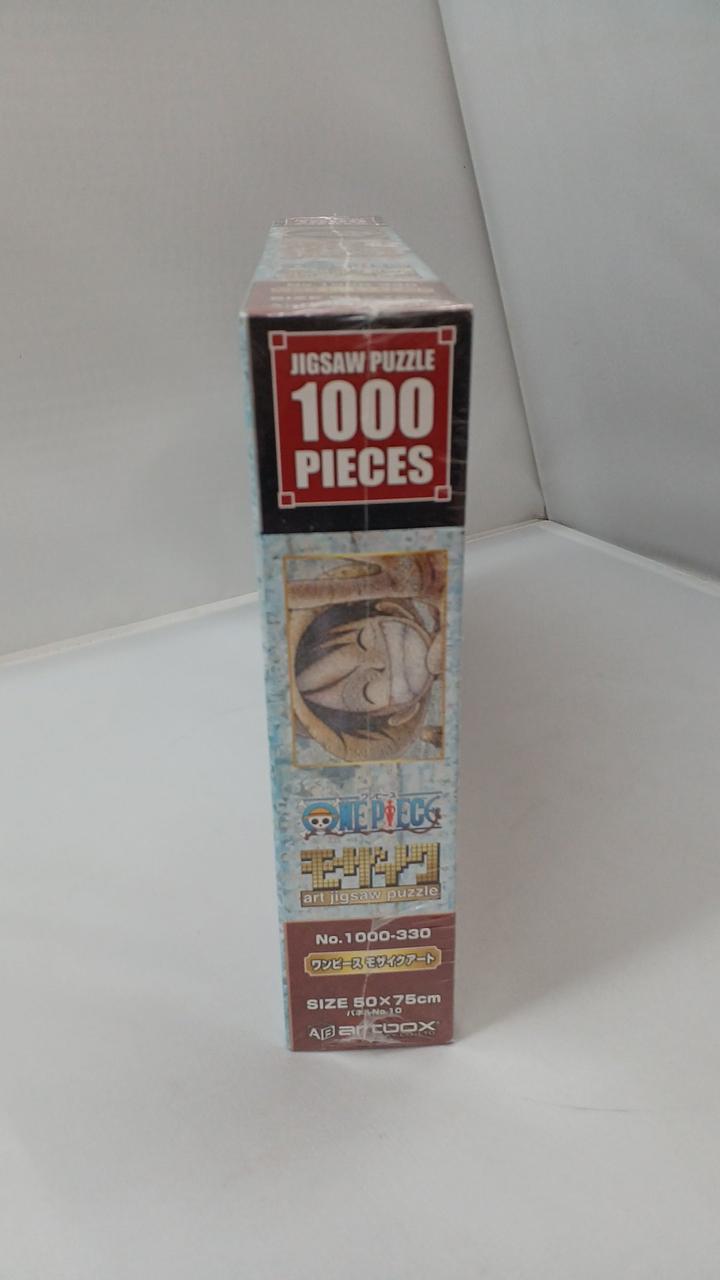 JIGSAW PUZZLE
1000
PIECES
ワンピース
ONE PIECE
モザイク
art jigsaw puzzle
No.1000-330
ワンピース モザイクアート
SIZE 50×75cm
パネルNo.10
artbox